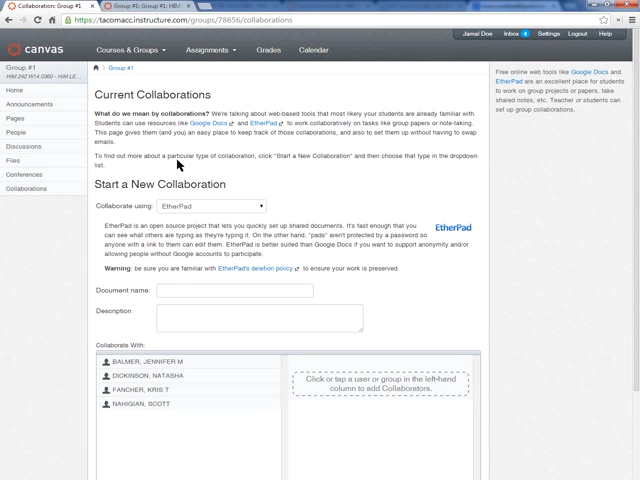 Collaboration: Group #1
Group #1: Group #1: HIM
https://tacomacc.instructure.com/groups/78656/collaborations
canvas
Courses & Groups
Assignments
Grades
Calendar
Jamal Doe
Inbox 4
Settings
Logout
Help
Group #1
HIM 242 W14 0360 - HIM LE...
Home
Announcements
Pages
People
Discussions
Files
Conferences
Collaborations
Group #1
Current Collaborations
What do we mean by collaborations? We're talking about web-based tools that most likely your students are already familiar with.
Students can use resources like Google Docs and EtherPad to work collaboratively on tasks like group papers or note-taking.
This page gives them (and you) an easy place to keep track of those collaborations, and also to set them up without having to swap
emails.
To find out more about a particular type of collaboration, click "Start a New Collaboration" and then choose that type in the dropdown
list.
Start a New Collaboration
Collaborate using: EtherPad
EtherPad is an open source project that lets you quickly set up shared documents. It's fast enough that you
can see what others are typing as they're typing it. On the other hand, "pads" aren't protected by a password so
anyone with a link to them can edit them. EtherPad is better suited than Google Docs if you want to support anonymity and/or
allowing people without Google accounts to participate.
EtherPad
Warning: be sure you are familiar with EtherPad's deletion policy to ensure your work is preserved.
Document name:
Description
Collaborate With:
BALMER, JENNIFER M
DICKINSON, NATASHA
FANCHER, KRIS T
NAHIGIAN, SCOTT
Click or tap a user or group in the left-hand
column to add Collaborators.
Free online web tools like Google Docs and
EtherPad are an excellent place for students
to work on group projects or papers, take
shared notes, etc. Teacher or students can
set up group collaborations.